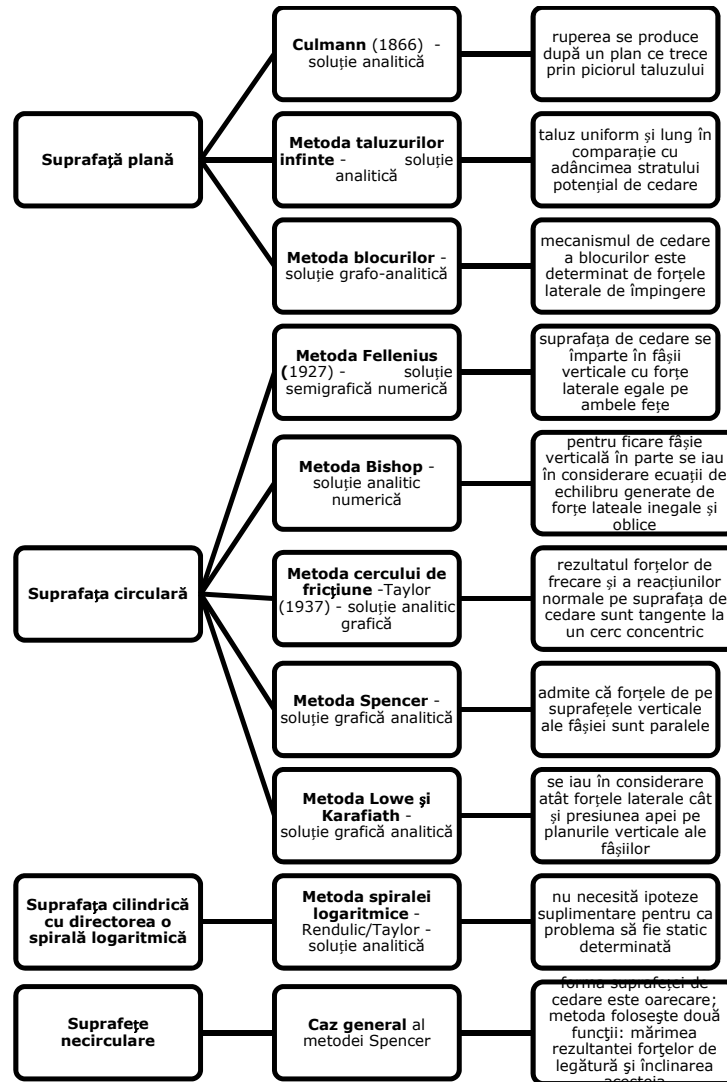 Suprafaţă plană
Culmann (1866) -
soluție analitică
ruperea se produce
după un plan ce trece
prin piciorul taluzului
Metoda taluzurilor
infinte - soluție
analitică
taluz uniform și lung în
comparație cu
adâncimea stratului
potențial de cedare
Metoda blocurilor -
soluție grafo-analitică
mecanismul de cedare
a blocurilor este
determinat de forțele
laterale de împingere
Suprafaţa circulară
Metoda Fellenius
(1927) - soluție
semigrafică numerică
suprafața de cedare se
împarte în fâșii
verticale cu forțe
laterale egale pe
ambele fețe
Metoda Bishop -
soluție analitic
numerică
pentru ficare fâșie
verticală în parte se iau
în considerare ecuații de
echilibru generate de
forțe lateale inegale și
oblice
Metoda cercului de
fricţiune -Taylor
(1937) - soluție analitic
grafică
rezultatul forțelor de
frecare și a reacțiunilor
normale pe suprafața de
cedare sunt tangente la
un cerc concentric
Metoda Spencer -
soluție grafică analitică
admite că forțele de pe
suprafețele verticale
ale fâșiei sunt paralele
Metoda Lowe şi
Karafiath -
soluție grafică analitică
se iau în considerare
atât forțele laterale cât
și presiunea apei pe
planurile verticale ale
fâșiilor
Suprafaţa cilindrică
cu directorea o
spirală logaritmică
Metoda spiralei
logaritmice -
Rendulic/Taylor -
soluție analitică
nu necesită ipoteze
suplimentare pentru ca
problema să fie static
determinată
Suprafeţe
necirculare
Caz general al
metodei Spencer
forma suprafeței de
cedare este oarecare;
metoda foloseşte două
funcţii: mărimea
rezultantei forţelor de
legătură şi înclinarea
acesteia